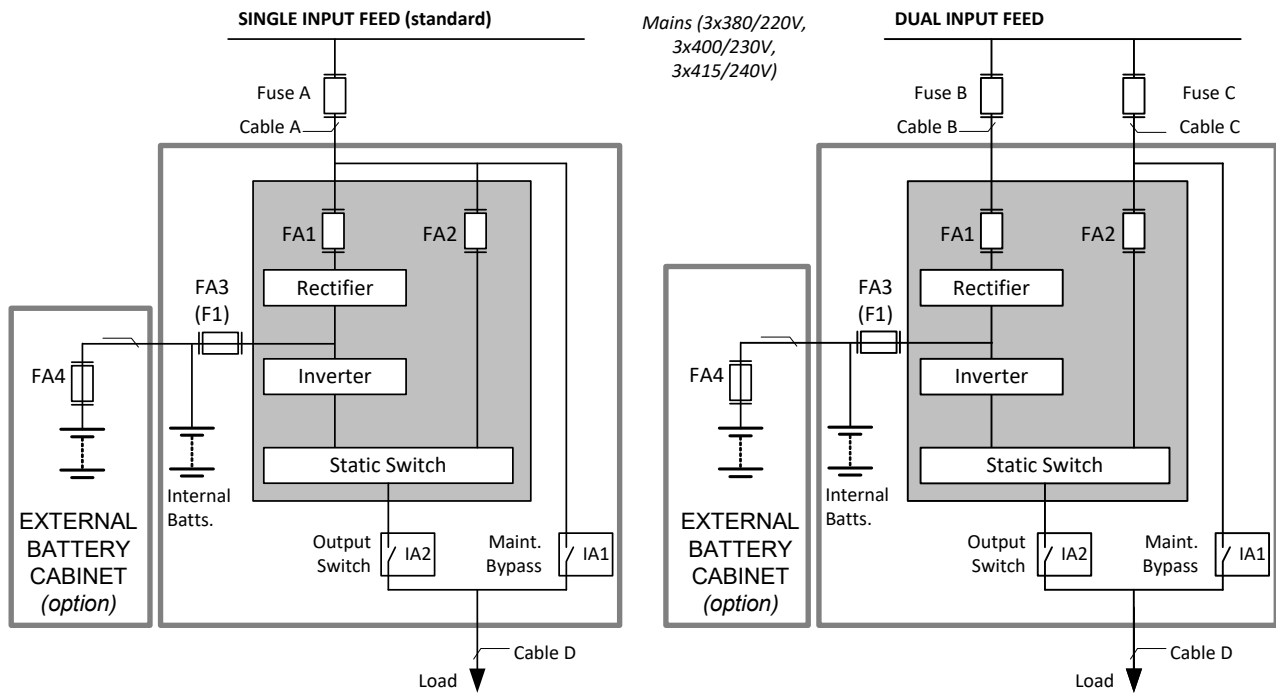 SINGLE INPUT FEED (standard)
Mains (3x380/220V,
3x400/230V,
3x415/240V)
DUAL INPUT FEED
Fuse A
Cable A
FA1
FA2
Rectifier
FA3
(F1)
FA4
Inverter
Static Switch
Internal
Batts.
EXTERNAL
BATTERY
CABINET
(option)
Output
Switch
IA2
Maint.
Bypass
IA1
Cable D
Load
Fuse B
Fuse C
Cable B
Cable C
FA1
FA2
Rectifier
FA3
(F1)
FA4
Inverter
Static Switch
Internal
Batts.
EXTERNAL
BATTERY
CABINET
(option)
Output
Switch
IA2
Maint.
Bypass
IA1
Cable D
Load